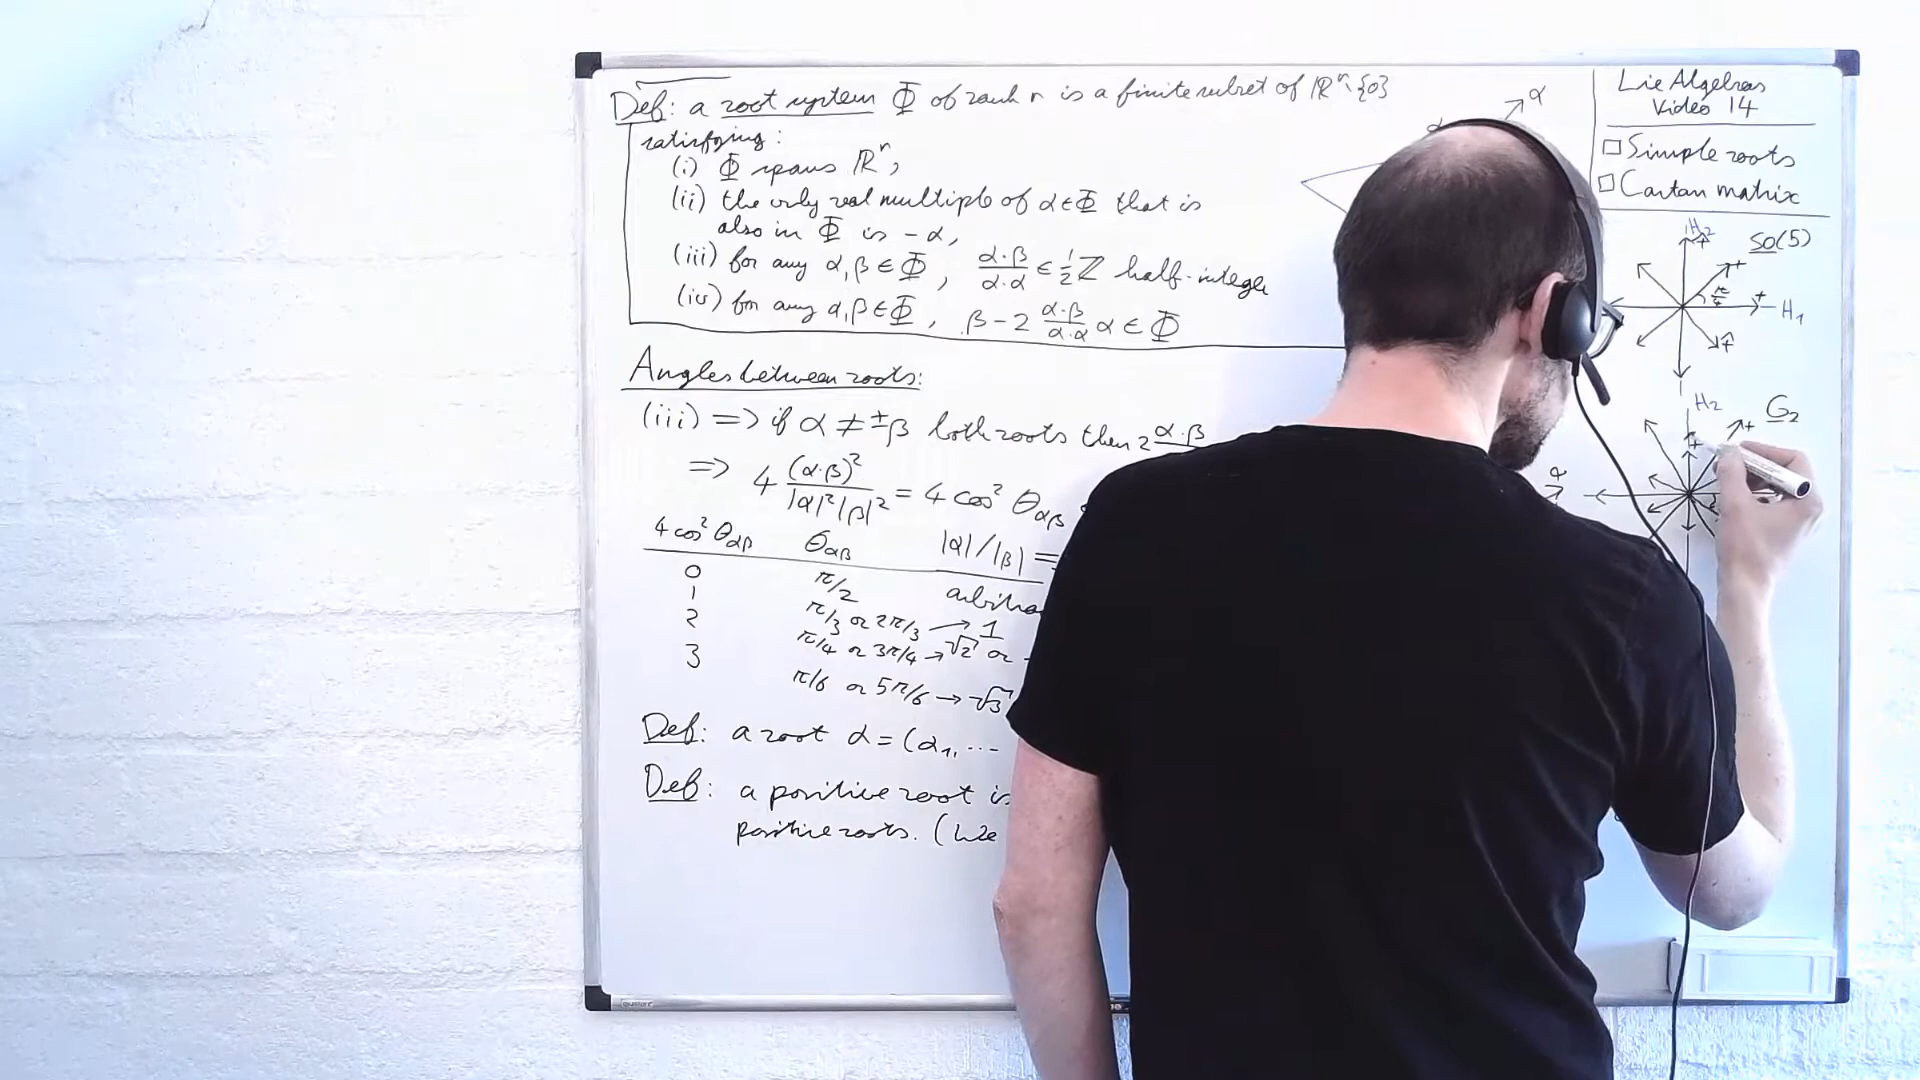 Def: a root system Φ of rank n is a finite subset of ℝⁿ\{0}
satisfying:
(i) Φ spans ℝⁿ,
(ii) the only real multiple of α∈Φ that is
also in Φ is -α,
(iii) for any α,β∈Φ, α·β/α·α ∈ ½ℤ half-integer
(iv) for any α,β∈Φ, β-2 α·β/α·α α ∈ Φ
Angles between roots:
(iii) => if α≠±β both roots then 2 α·β
=> 4 (α·β)²/|α|²|β|² = 4 cos² θαβ
4cos²θαβ θαβ |α|/|β| =
0 π/2
1 π/3 or 2π/3 → 1
2 π/4 or 3π/4 → √2 or
3 π/6 or 5π/6 → √3
Def: a root α=(α₁,...
Def: a positive root is
positive roots. (We
α
α
Lie Algebras
Video 14
□ Simple roots
□ Cartan matrix
H₂
SO(5)
+
+
+
π/4
H₁
+
H₂
G₂
+
+